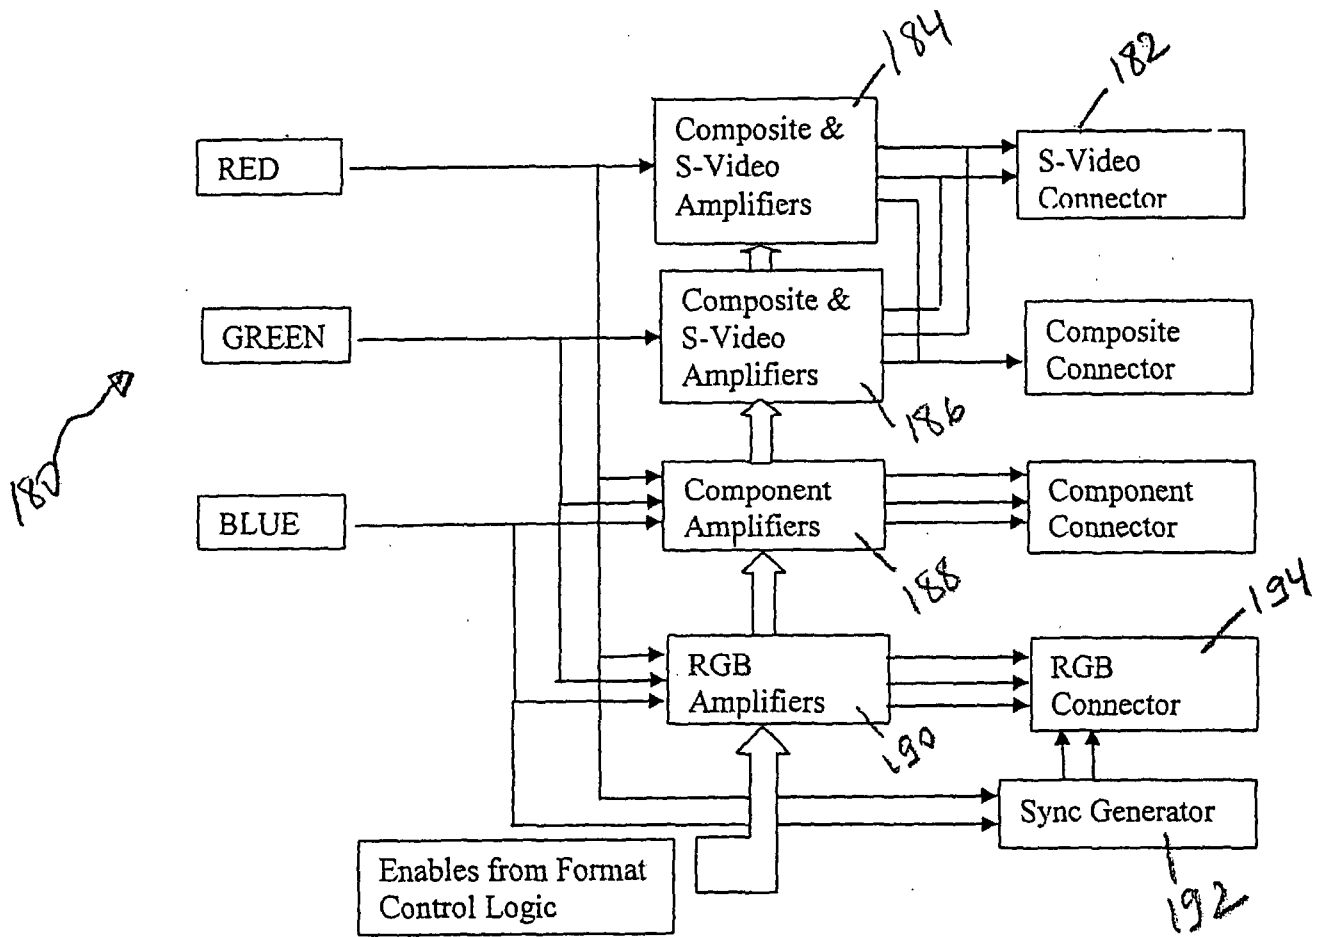 184
182
RED
Composite &
S-Video
Amplifiers
S-Video
Connector
GREEN
Composite &
S-Video
Amplifiers
Composite
Connector
186
180
BLUE
Component
Amplifiers
Component
Connector
188
194
RGB
Amplifiers
RGB
Connector
190
Sync Generator
Enables from Format
Control Logic
192